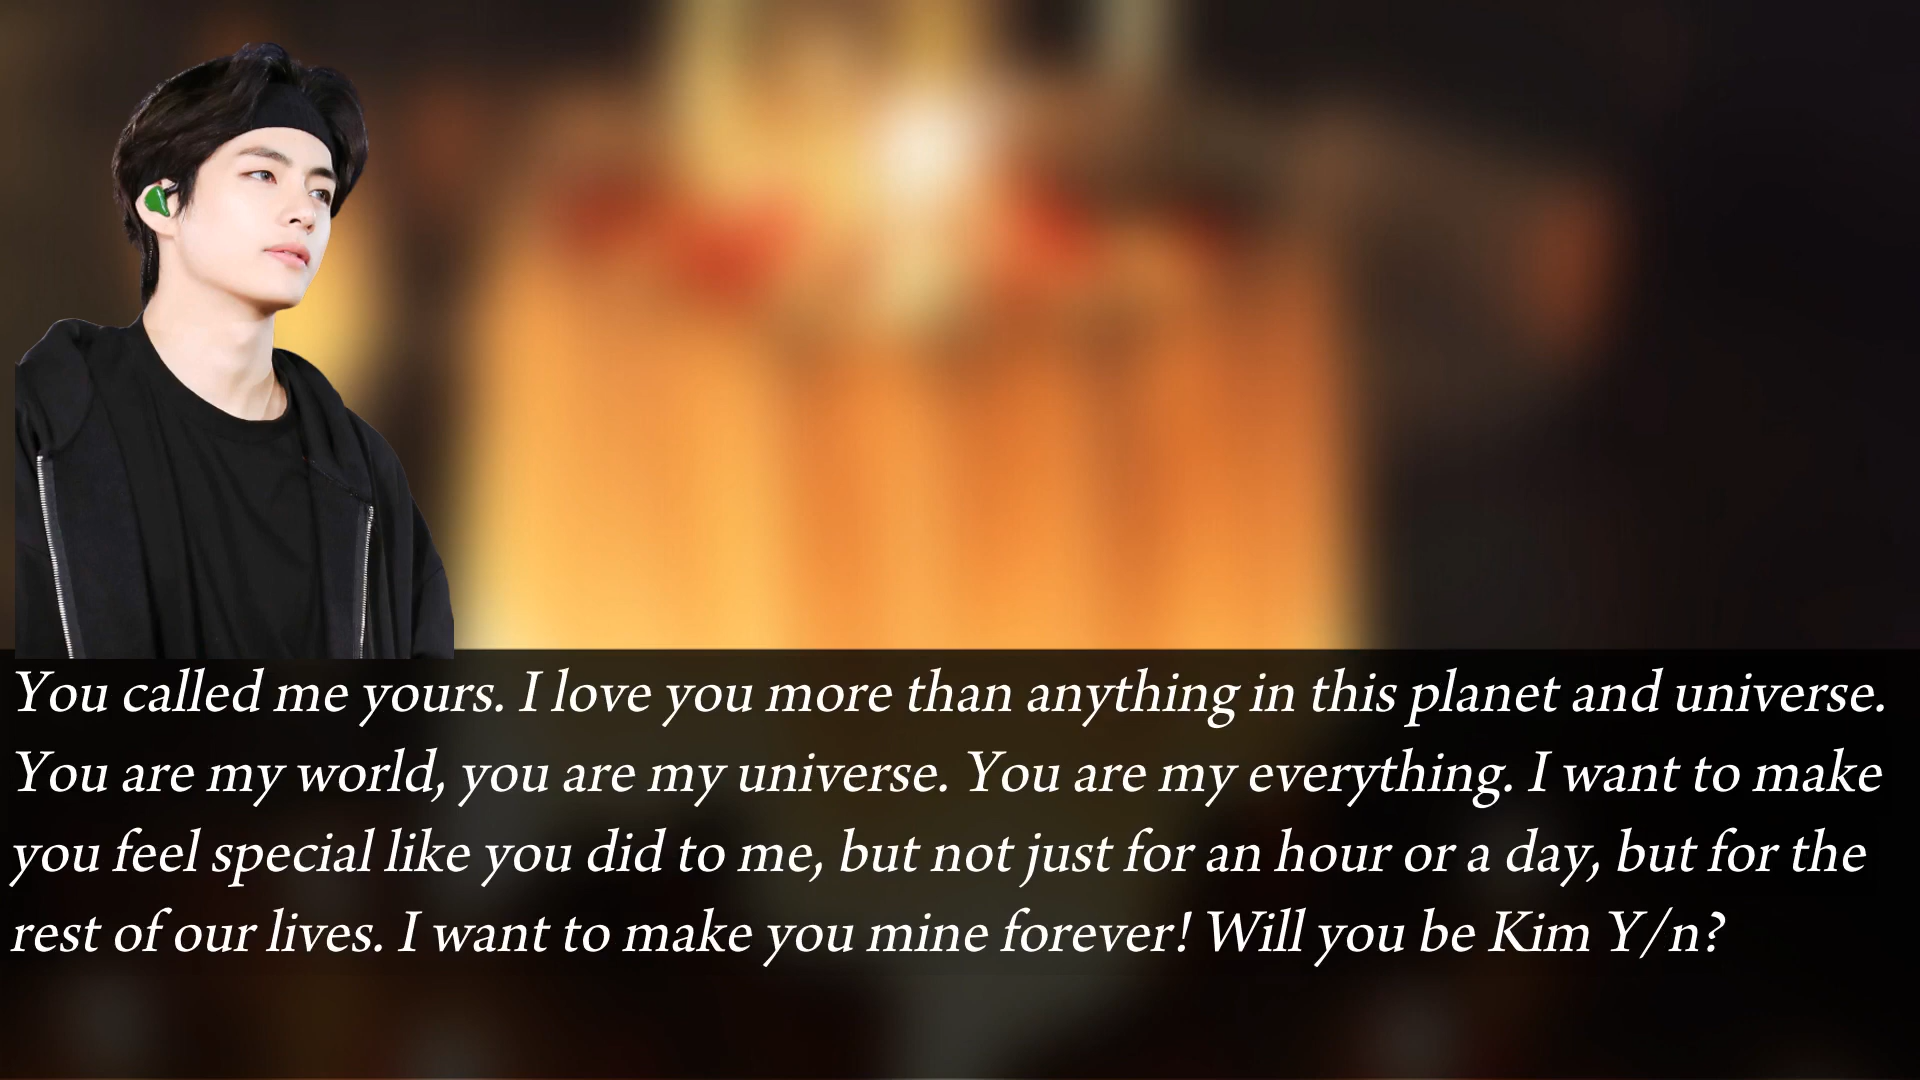 You called me yours. I love you more than anything in this planet and universe.
You are my world, you are my universe. You are my everything. I want to make
you feel special like you did to me, but not just for an hour or a day, but for the
rest of our lives. I want to make you mine forever! Will you be Kim Y/n?